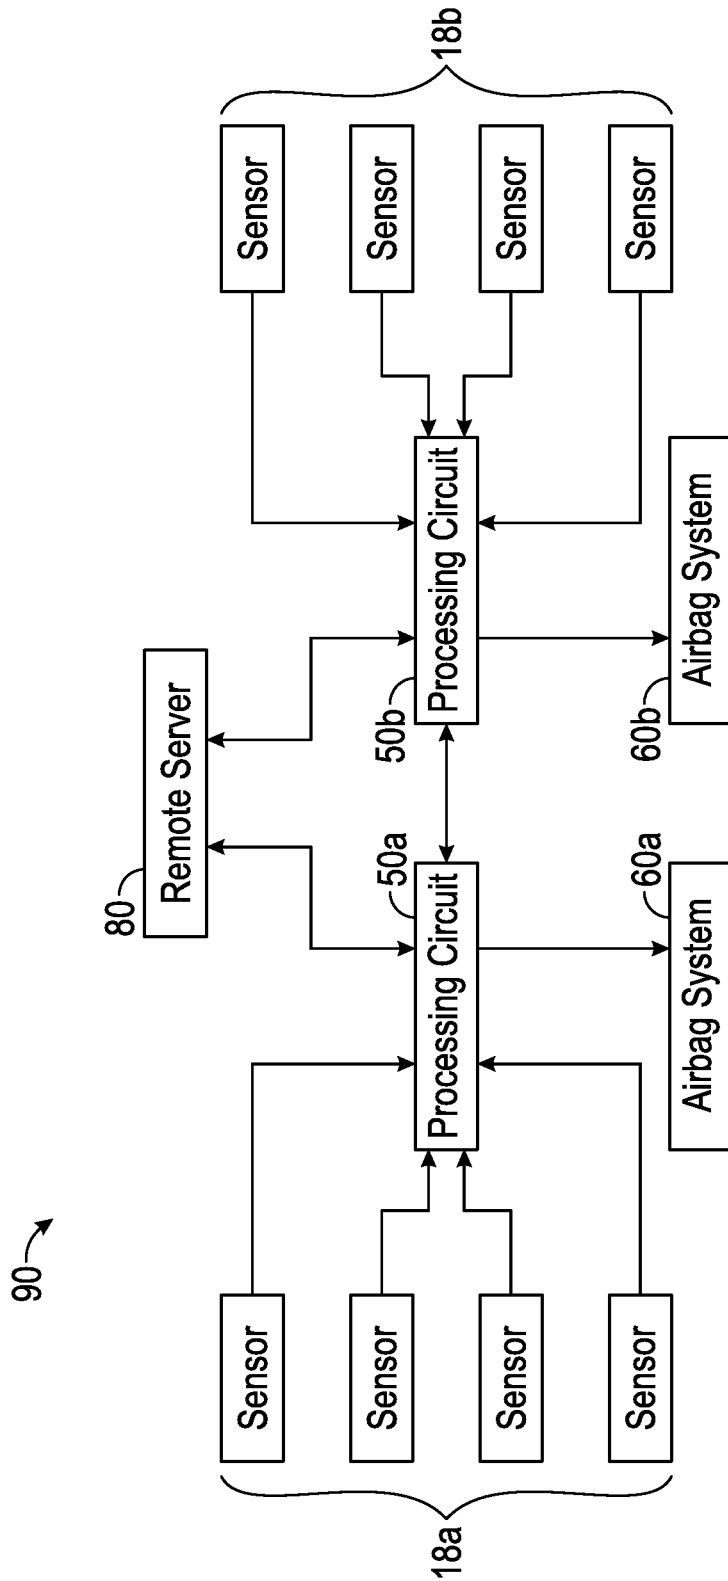 90
80
Remote Server
18a
Sensor
Sensor
Sensor
Sensor
Processing Circuit
50a
50b
Processing Circuit
Sensor
Sensor
Sensor
Sensor
18b
Airbag System
60a
60b
Airbag System